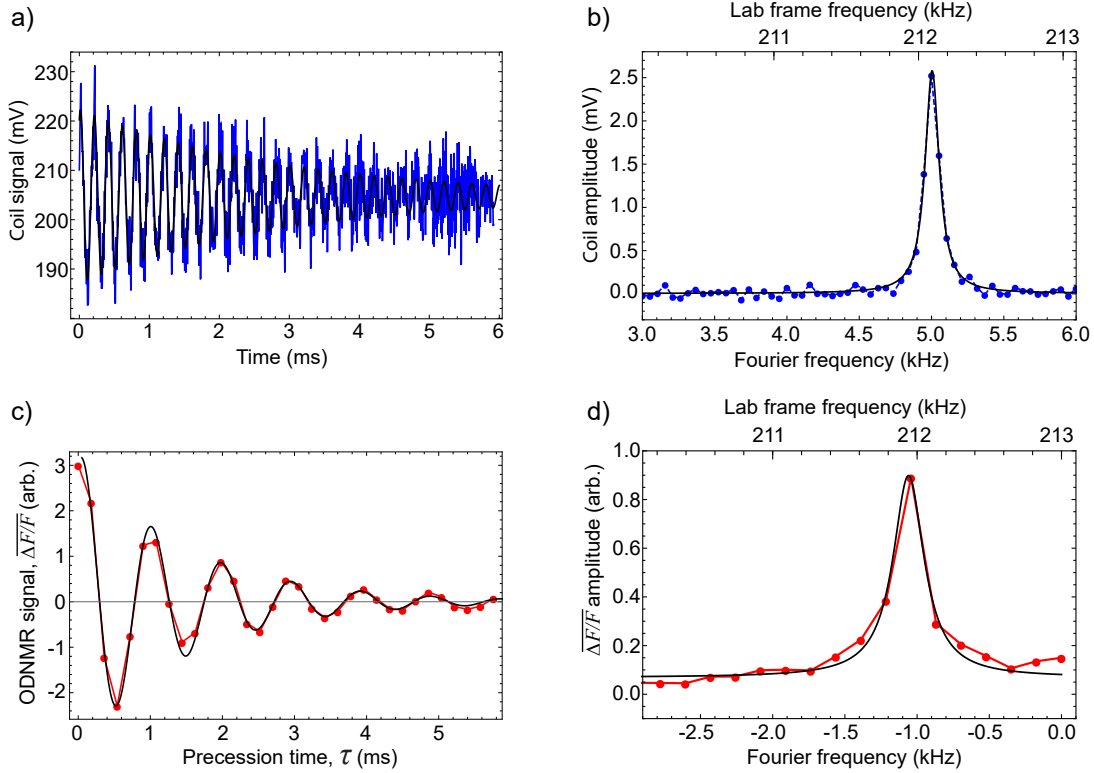 a)
Coil signal (mV)
230
220
210
200
190
0 1 2 3 4 5 6
Time (ms)
b)
Lab frame frequency (kHz)
211 212 213
Coil amplitude (mV)
2.5
2.0
1.5
1.0
0.5
0.0
3.0 3.5 4.0 4.5 5.0 5.5 6.0
Fourier frequency (kHz)
c)
ODNMR signal, ΔF/F (arb.)
3
2
1
0
-1
-2
0 1 2 3 4 5
Precession time, τ (ms)
d)
Lab frame frequency (kHz)
211 212 213
ΔF/F amplitude (arb.)
1.0
0.8
0.6
0.4
0.2
0.0
-2.5 -2.0 -1.5 -1.0 -0.5 0.0
Fourier frequency (kHz)